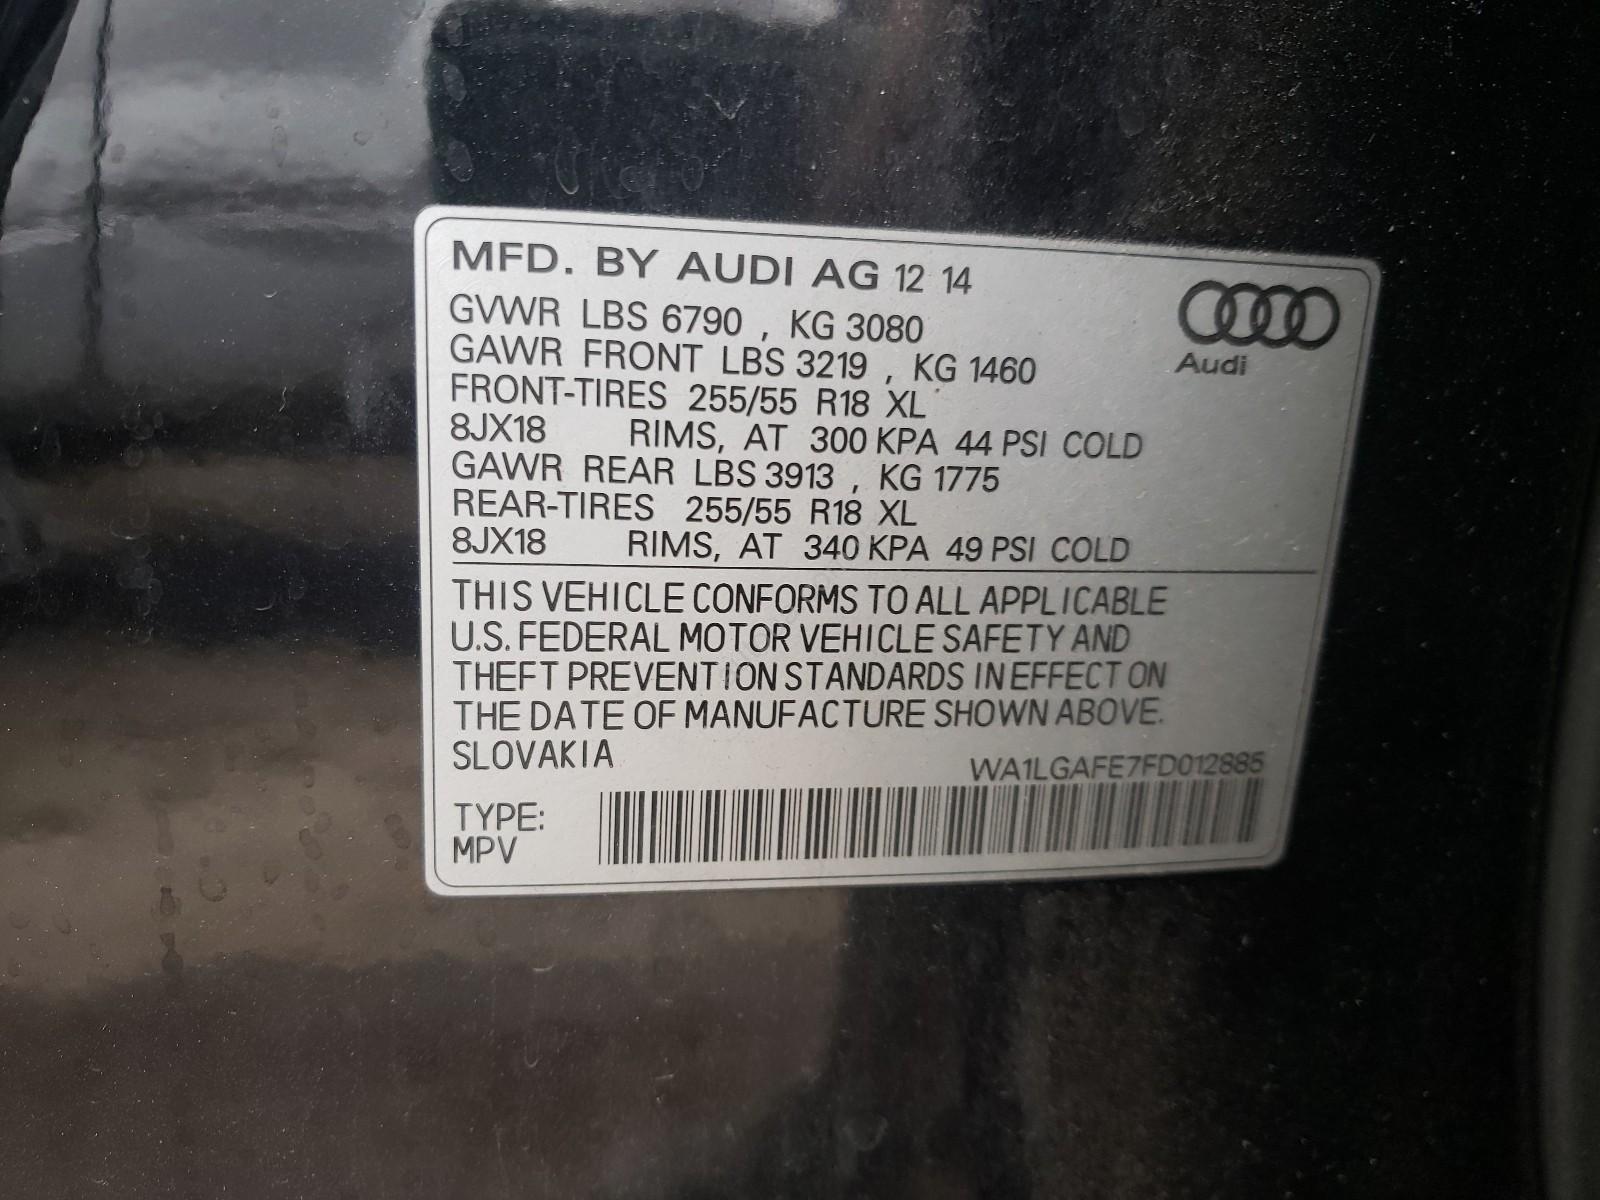 MFD. BY AUDI AG 12 14
GVWR LBS 6790 , KG 3080
GAWR FRONT LBS 3219 , KG 1460
FRONT-TIRES 255/55 R18 XL
8JX18 RIMS, AT 300 KPA 44 PSI COLD
GAWR REAR LBS 3913 , KG 1775
REAR-TIRES 255/55 R18 XL
8JX18 RIMS, AT 340 KPA 49 PSI COLD
Audi
THIS VEHICLE CONFORMS TO ALL APPLICABLE
U.S. FEDERAL MOTOR VEHICLE SAFETY AND
THEFT PREVENTION STANDARDS IN EFFECT ON
THE DATE OF MANUFACTURE SHOWN ABOVE.
SLOVAKIA
WA1LGAFE7FD012885
TYPE:
MPV